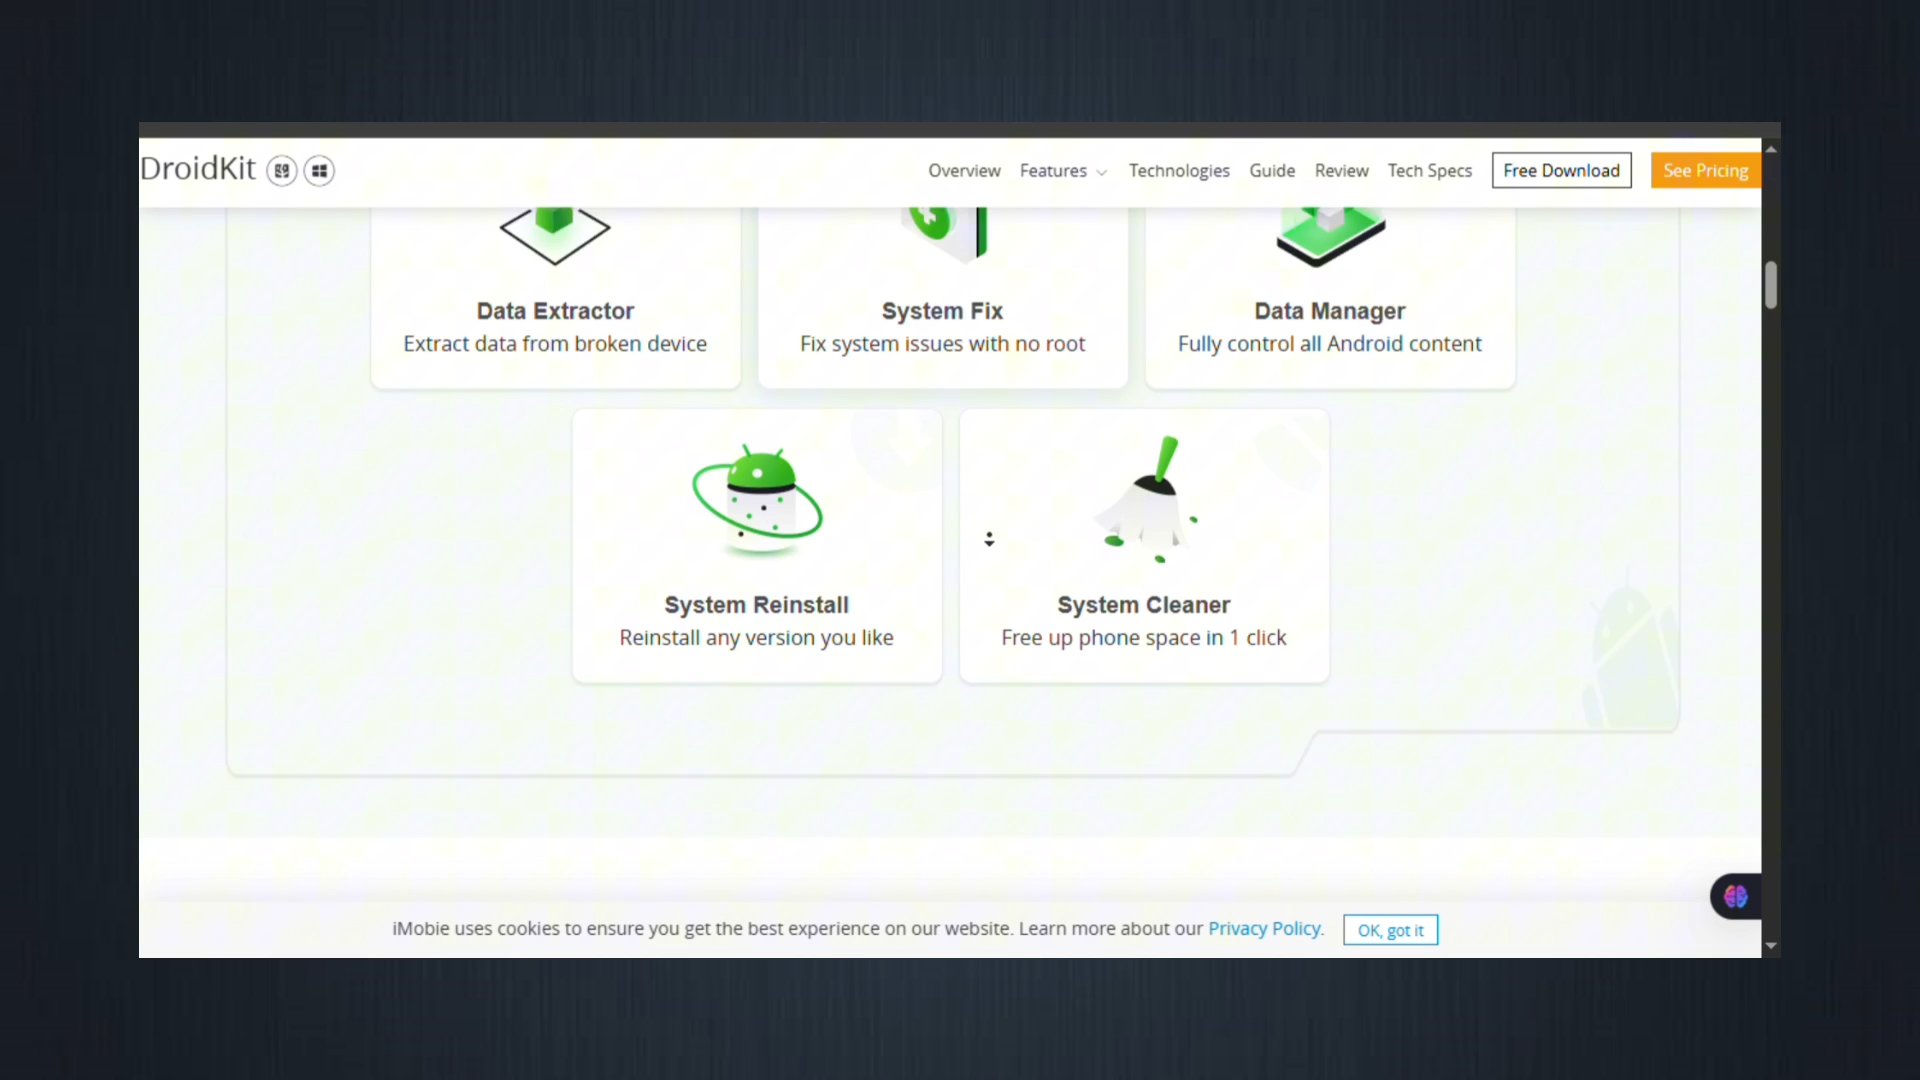 DroidKit
Overview Features Technologies Guide Review Tech Specs Free Download See Pricing
Data Extractor
Extract data from broken device
System Fix
Fix system issues with no root
Data Manager
Fully control all Android content
System Reinstall
Reinstall any version you like
System Cleaner
Free up phone space in 1 click
iMobie uses cookies to ensure you get the best experience on our website. Learn more about our Privacy Policy. OK, got it